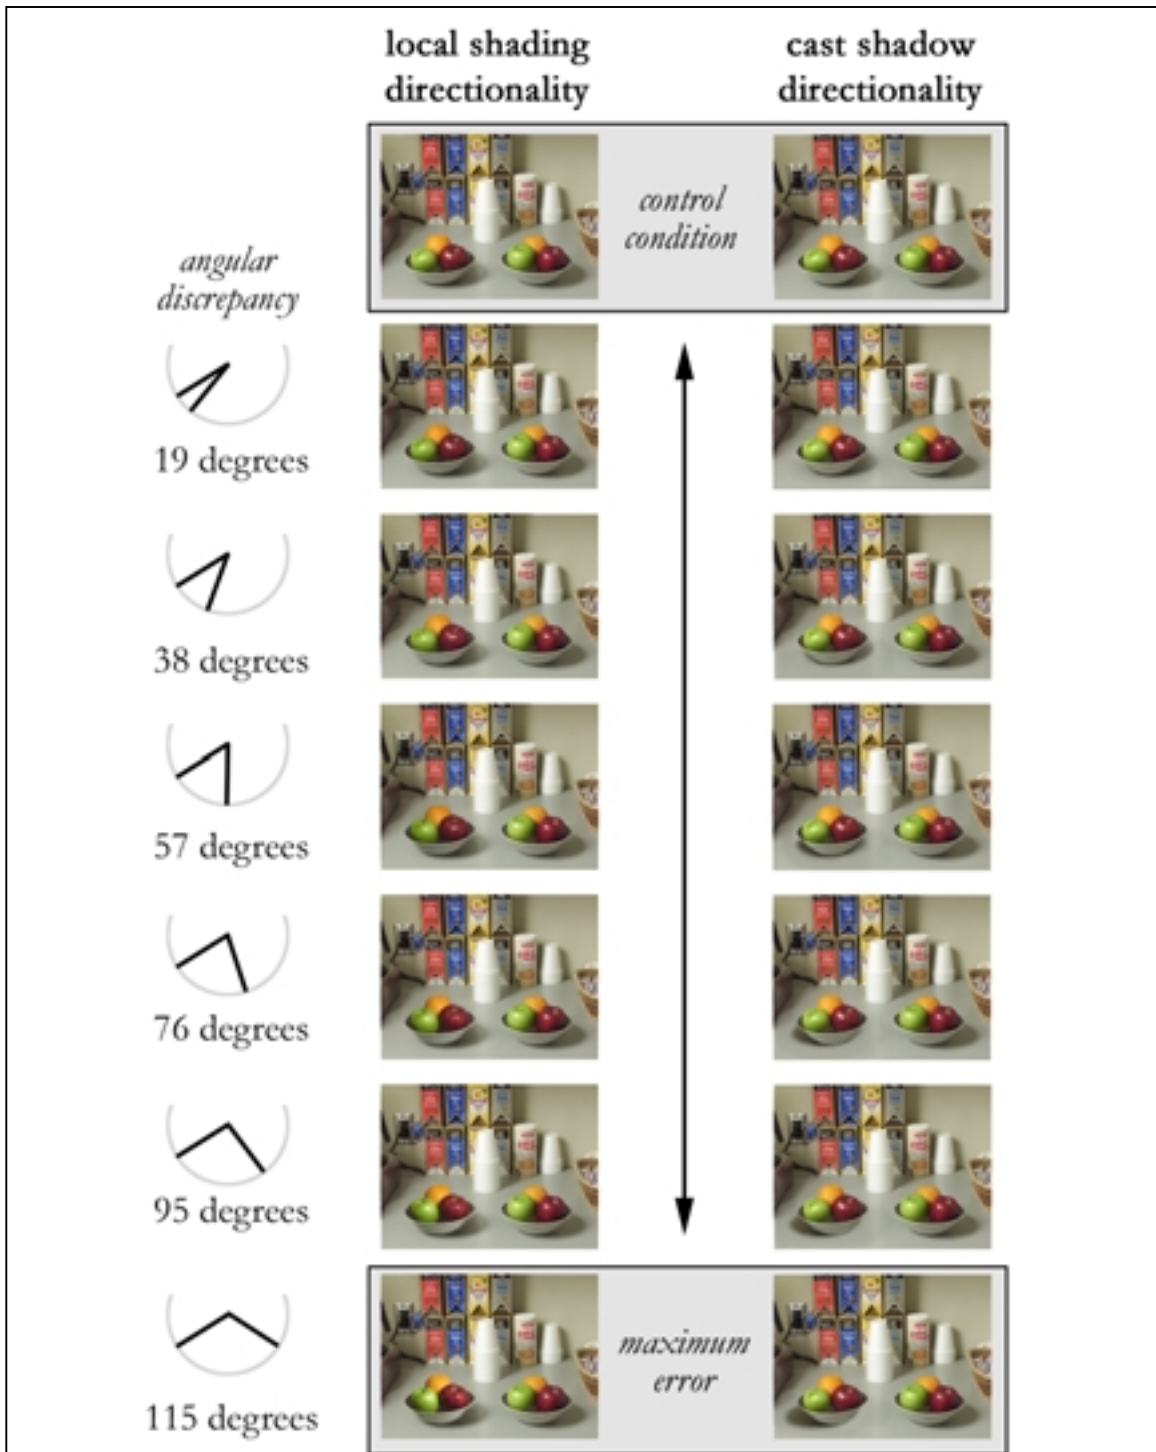 local shading
directionality
cast shadow
directionality
control
condition
angular
discrepancy
19 degrees
38 degrees
57 degrees
76 degrees
95 degrees
maximum
error
115 degrees